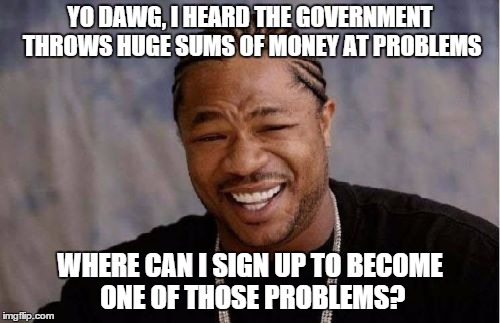 YO DAWG, I HEARD THE GOVERNMENT
THROWS HUGE SUMS OF MONEY AT PROBLEMS
WHERE CAN I SIGN UP TO BECOME
ONE OF THOSE PROBLEMS?
imgflip.com